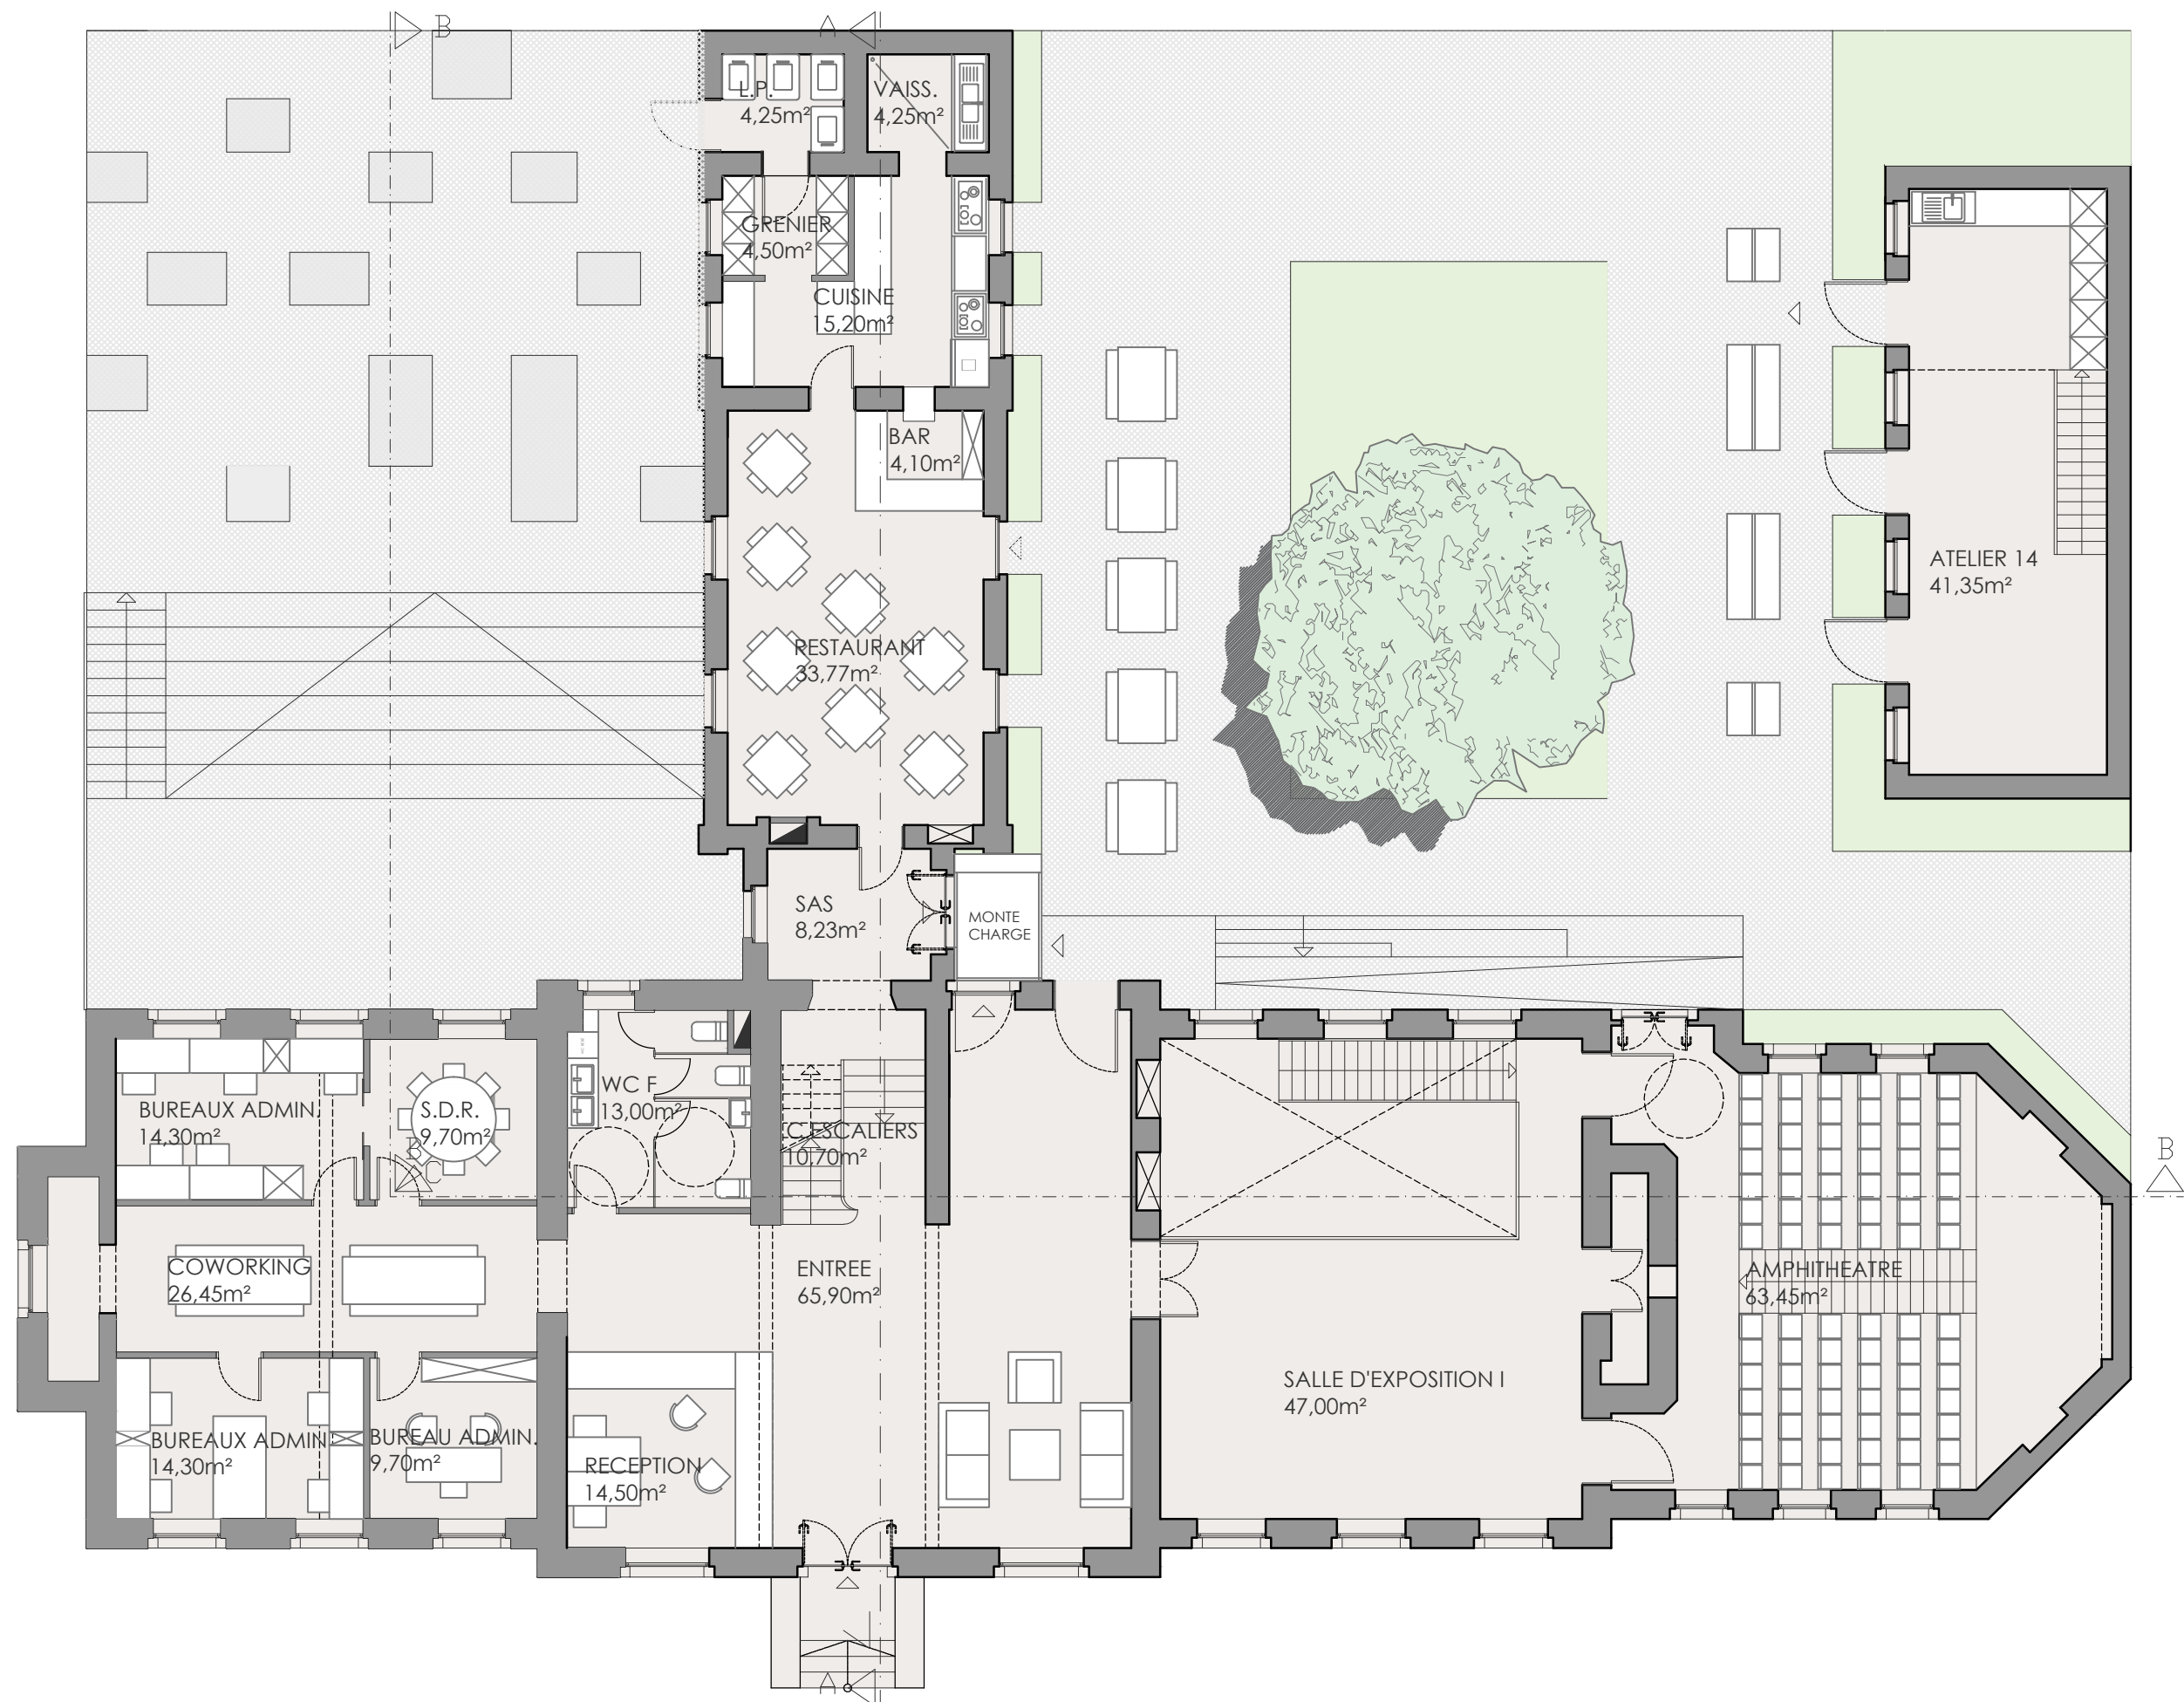 B
A
L.P.
4,25m²
VAISS.
4,25m²
GRENIER
4,50m²
CUISINE
15,20m²
BAR
4,10m²
ATELIER 14
41,35m²
RESTAURANT
33,77m²
SAS
8,23m²
MONTE
CHARGE
BUREAUX ADMIN.
14,30m²
S.D.R.
9,70m²
B
C
WC F
13,00m²
C.ESCALIERS
10,70m²
B
COWORKING
26,45m²
ENTREE
65,90m²
AMPHITHEATRE
63,45m²
SALLE D'EXPOSITION I
47,00m²
BUREAUX ADMIN.
14,30m²
BUREAU ADMIN.
9,70m²
RECEPTION
14,50m²
A